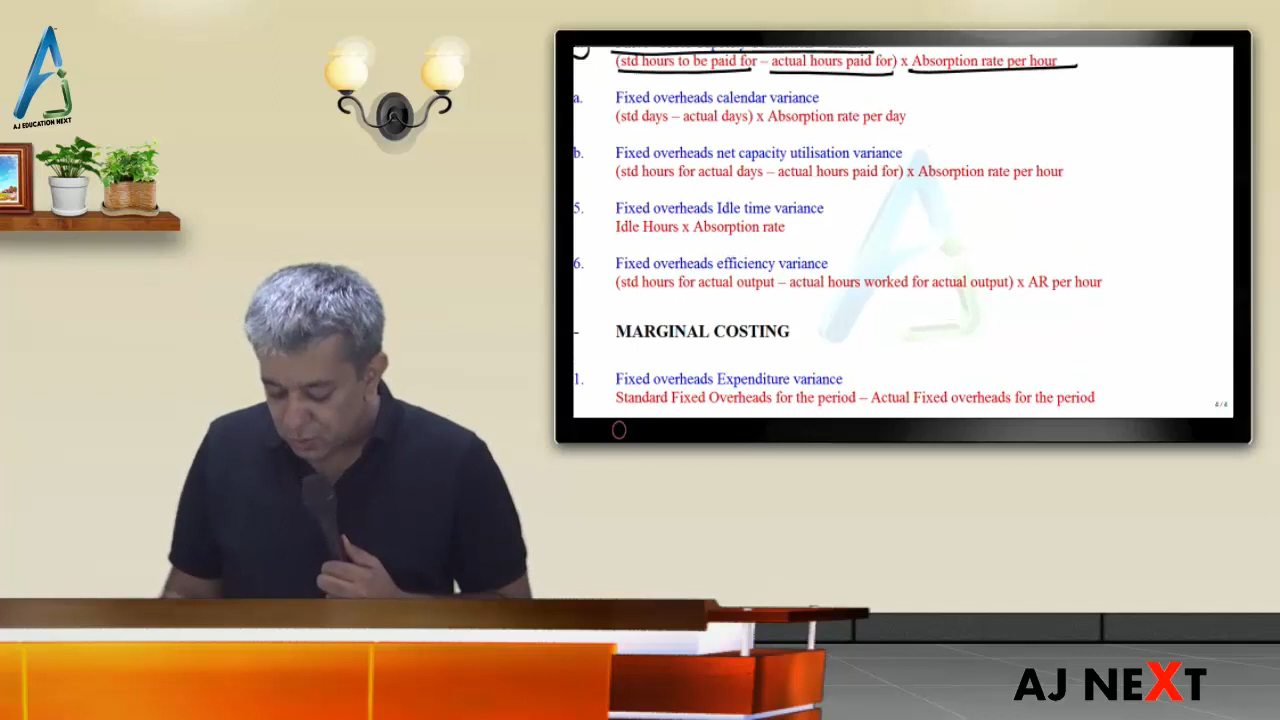 AJ EDUCATION NEXT
(std hours to be paid for – actual hours paid for) x Absorption rate per hour
a. Fixed overheads calendar variance
(std days – actual days) x Absorption rate per day
b. Fixed overheads net capacity utilisation variance
(std hours for actual days – actual hours paid for) x Absorption rate per hour
5. Fixed overheads Idle time variance
Idle Hours x Absorption rate
6. Fixed overheads efficiency variance
(std hours for actual output – actual hours worked for actual output) x AR per hour
- MARGINAL COSTING
1. Fixed overheads Expenditure variance
Standard Fixed Overheads for the period – Actual Fixed overheads for the period
4 / 4
AJ NEXT